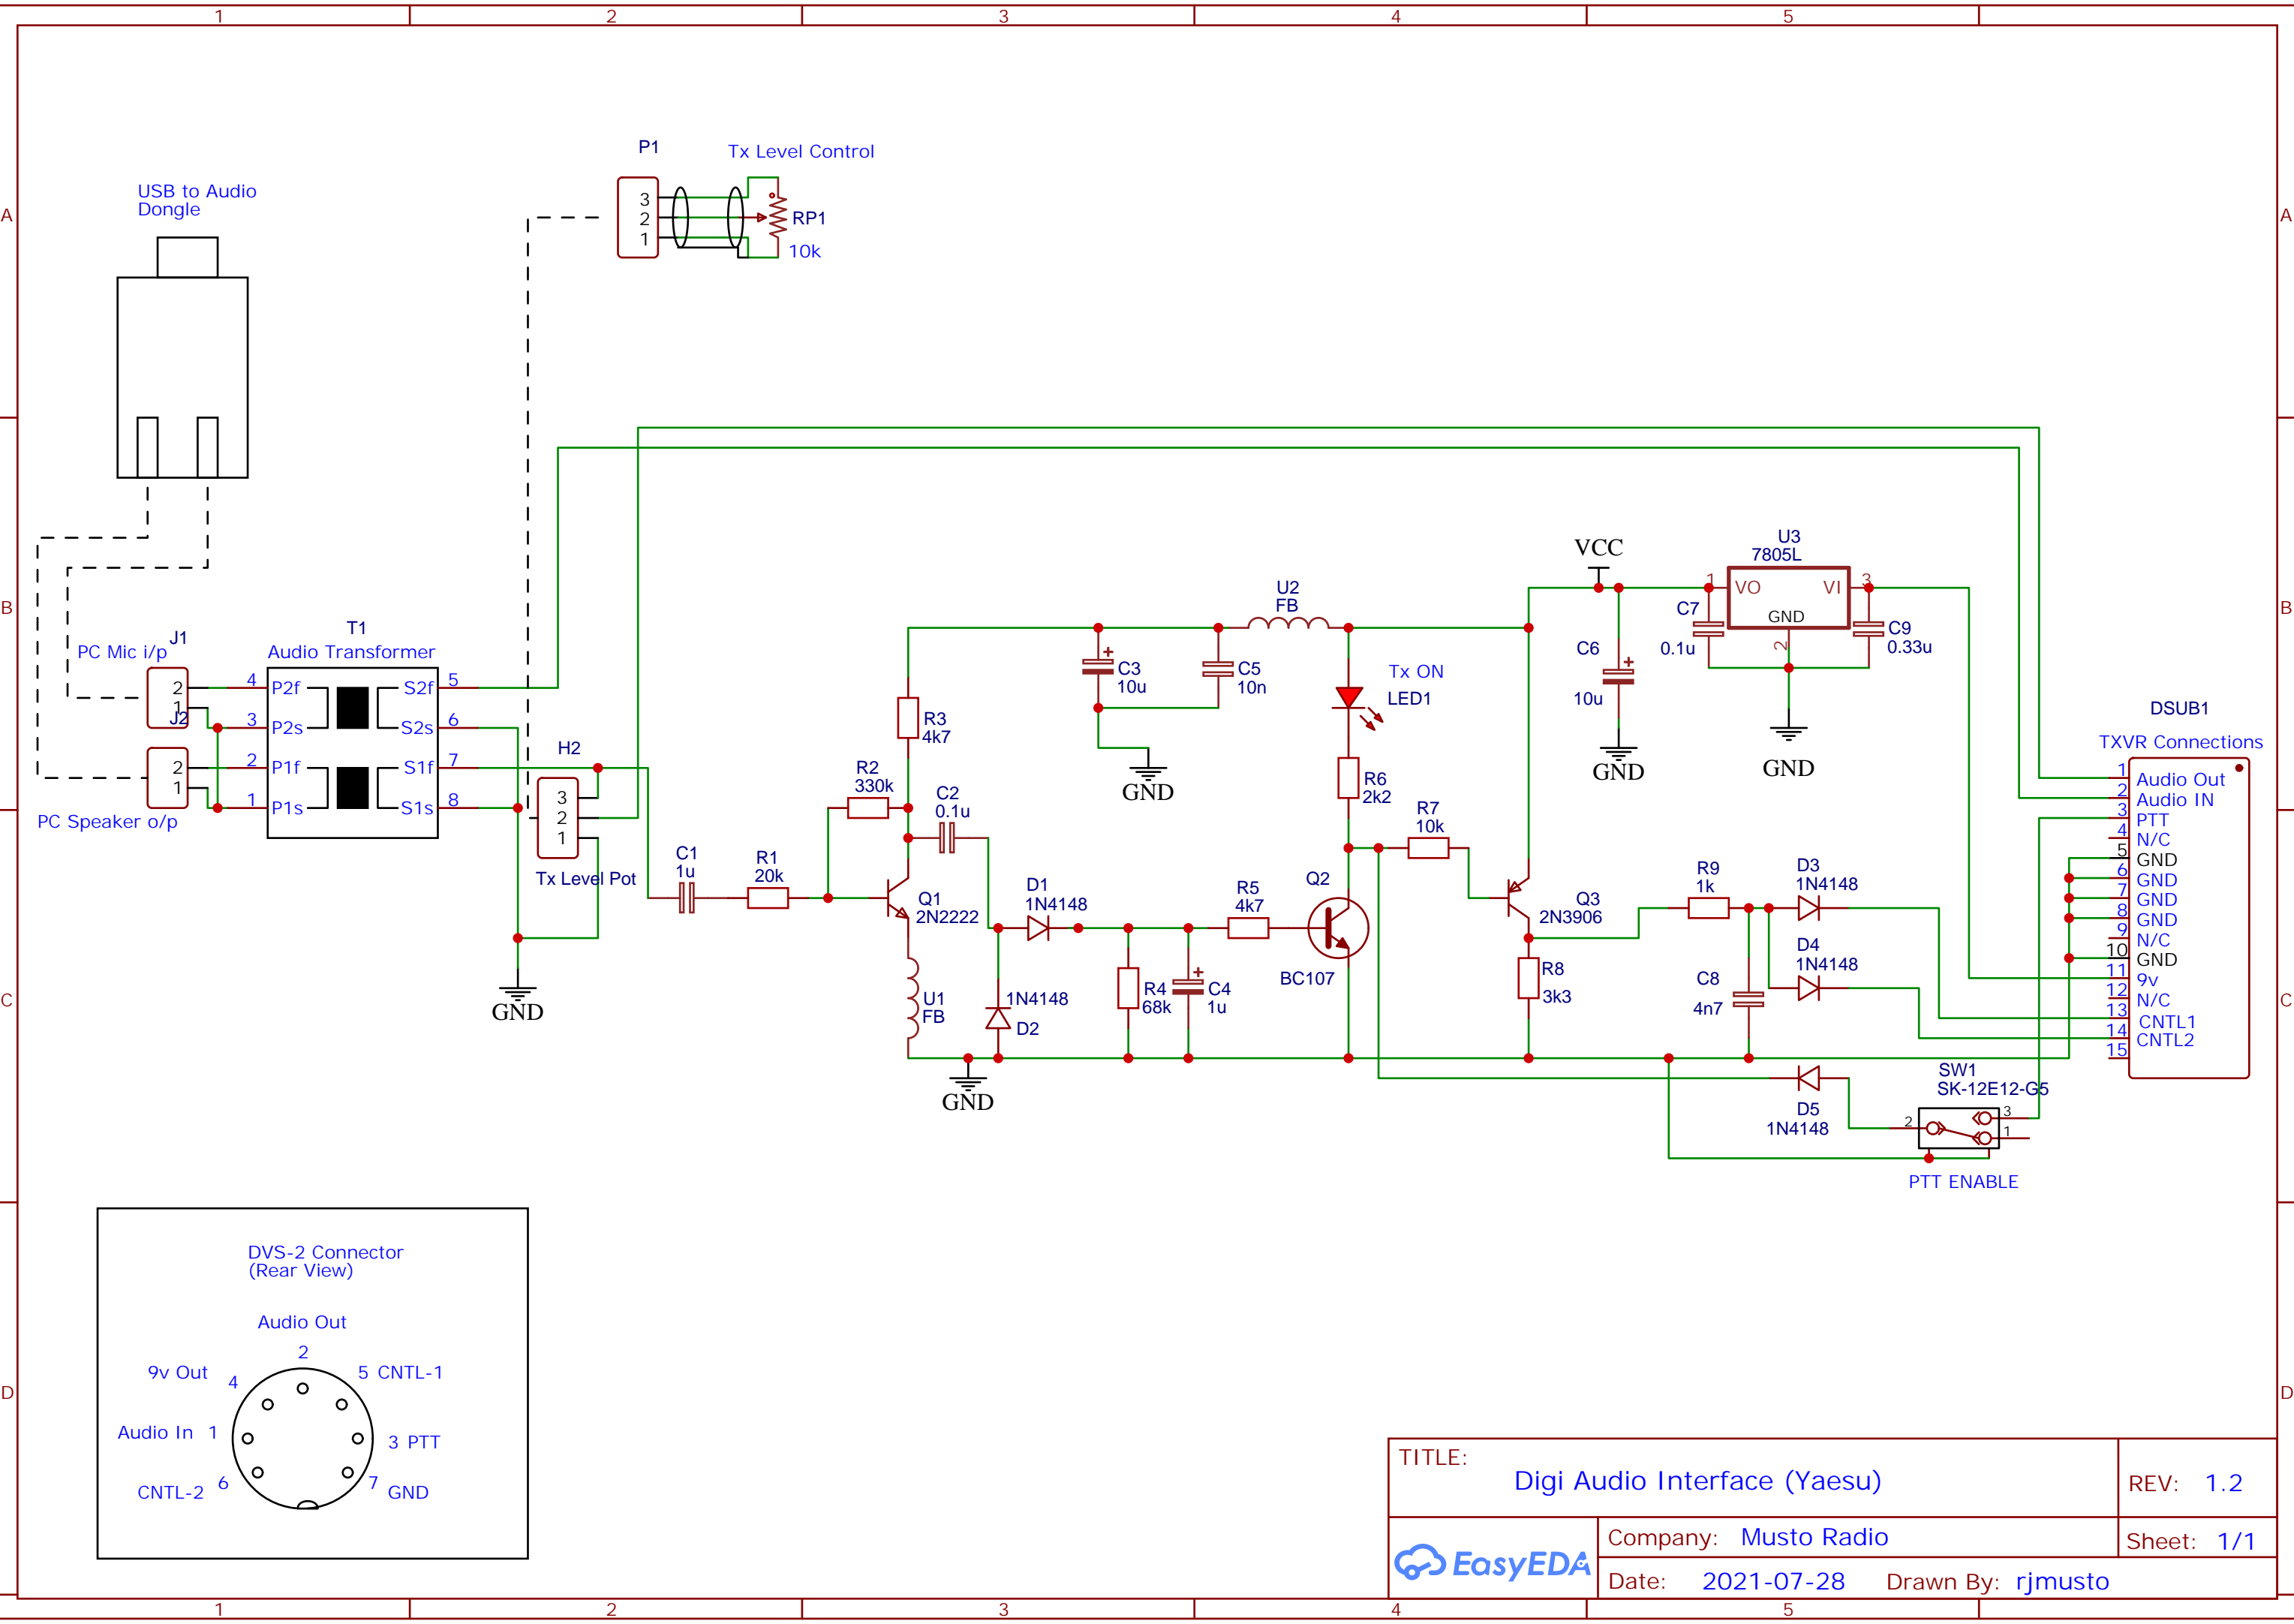 1 2 3 4 5
A
A
B
B
C
C
D
D
P1
Tx Level Control
3
2
1
RP1
10k
USB to Audio
Dongle
J1
PC Mic i/p
2
1
J2
2
1
PC Speaker o/p
T1
Audio Transformer
4 P2f S2f 5
3 P2s S2s 6
2 P1f S1f 7
1 P1s S1s 8
H2
3
2
1
Tx Level Pot
GND
C1
1u
R1
20k
R2
330k
R3
4k7
C2
0.1u
Q1
2N2222
U1
FB
GND
D1
1N4148
1N4148
D2
R4
68k
C4
1u
C3
10u
C5
10n
GND
U2
FB
R5
4k7
Q2
BC107
Tx ON
LED1
R6
2k2
R7
10k
Q3
2N3906
R8
3k3
VCC
C6
10u
GND
U3
7805L
1 VO VI 3
GND
2
C7
0.1u
C9
0.33u
GND
R9
1k
C8
4n7
D3
1N4148
D4
1N4148
D5
1N4148
SW1
SK-12E12-G5
2
3
1
PTT ENABLE
DSUB1
TXVR Connections
1 Audio Out
2 Audio IN
3 PTT
4 N/C
5 GND
6 GND
7 GND
8 GND
9 N/C
10 GND
11 9v
12 N/C
13 CNTL1
14 CNTL2
15
DVS-2 Connector
(Rear View)
Audio Out
2
9v Out 4
5 CNTL-1
Audio In 1
3 PTT
CNTL-2 6
7 GND
TITLE:
Digi Audio Interface (Yaesu)
REV: 1.2
EasyEDA
Company: Musto Radio
Sheet: 1/1
Date: 2021-07-28 Drawn By: rjmusto
1 2 3 4 5